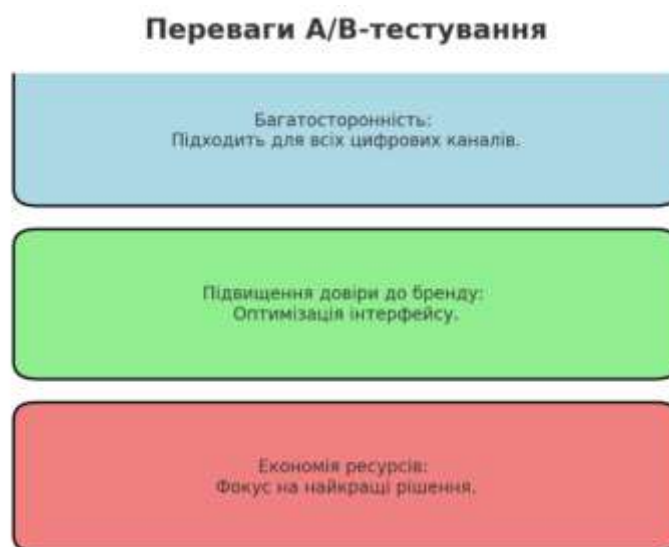 Переваги A/B-тестування
Багатосторонність:
Підходить для всіх цифрових каналів.
Підвищення довіри до бренду:
Оптимізація інтерфейсу.
Економія ресурсів:
Фокус на найкращі рішення.